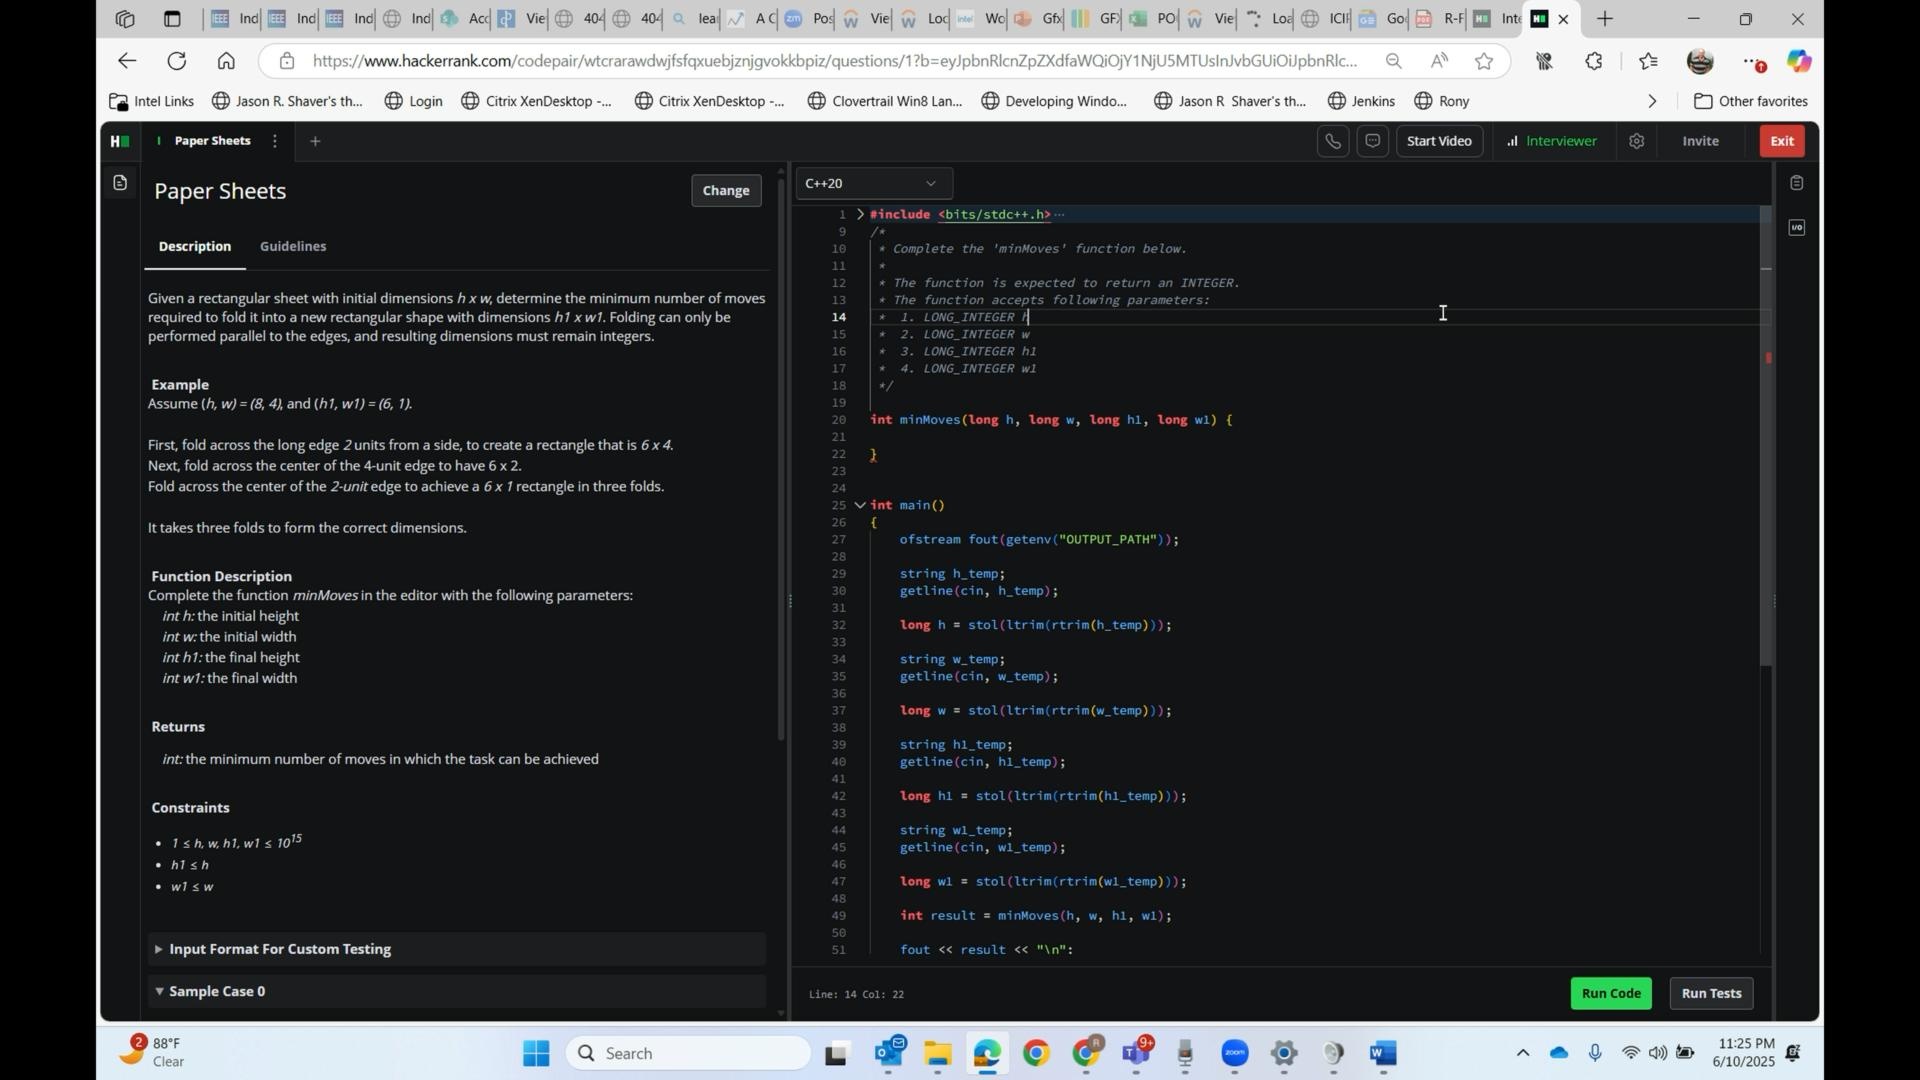 Ind
Ind
Ind
Ind
Acc
Vie
404
404
lear
A C
Pos
Vie
Loc
Wo
Gfx
GFX
PO
Vie
Loa
ICIF
Goo
R-F
Inte
https://www.hackerrank.com/codepair/wtcrarawdwjfsfqxuebjznjgvokkbpiz/questions/1?b=eyJpbnRlcnZpZXdfaWQiOjY1NjU5MTUsInJvbGUiOiJpbnRlc...
Intel Links
Jason R. Shaver's th...
Login
Citrix XenDesktop -...
Citrix XenDesktop -...
Clovertrail Win8 Lan...
Developing Windo...
Jason R Shaver's th...
Jenkins
Rony
Other favorites
Paper Sheets
Start Video
Interviewer
Invite
Exit
Paper Sheets
Change
Description
Guidelines
Given a rectangular sheet with initial dimensions h x w, determine the minimum number of moves
required to fold it into a new rectangular shape with dimensions h1 x w1. Folding can only be
performed parallel to the edges, and resulting dimensions must remain integers.
Example
Assume (h, w) = (8, 4), and (h1, w1) = (6, 1).
First, fold across the long edge 2 units from a side, to create a rectangle that is 6 x 4.
Next, fold across the center of the 4-unit edge to have 6 x 2.
Fold across the center of the 2-unit edge to achieve a 6 x 1 rectangle in three folds.
It takes three folds to form the correct dimensions.
Function Description
Complete the function minMoves in the editor with the following parameters:
int h: the initial height
int w: the initial width
int h1: the final height
int w1: the final width
Returns
int: the minimum number of moves in which the task can be achieved
Constraints
• 1 ≤ h, w, h1, w1 ≤ 10^15
• h1 ≤ h
• w1 ≤ w
Input Format For Custom Testing
Sample Case 0
C++20
1 #include <bits/stdc++.h> ...
9 /*
10 * Complete the 'minMoves' function below.
11 *
12 * The function is expected to return an INTEGER.
13 * The function accepts following parameters:
14 * 1. LONG_INTEGER h
15 * 2. LONG_INTEGER w
16 * 3. LONG_INTEGER h1
17 * 4. LONG_INTEGER w1
18 */
19
20 int minMoves(long h, long w, long h1, long w1) {
21
22 }
23
24
25 int main()
26 {
27 ofstream fout(getenv("OUTPUT_PATH"));
28
29 string h_temp;
30 getline(cin, h_temp);
31
32 long h = stol(ltrim(rtrim(h_temp)));
33
34 string w_temp;
35 getline(cin, w_temp);
36
37 long w = stol(ltrim(rtrim(w_temp)));
38
39 string h1_temp;
40 getline(cin, h1_temp);
41
42 long h1 = stol(ltrim(rtrim(h1_temp)));
43
44 string w1_temp;
45 getline(cin, w1_temp);
46
47 long w1 = stol(ltrim(rtrim(w1_temp)));
48
49 int result = minMoves(h, w, h1, w1);
50
51 fout << result << "\n";
Line: 14 Col: 22
Run Code
Run Tests
2
88°F
Clear
Search
9+
zoom
11:25 PM
6/10/2025